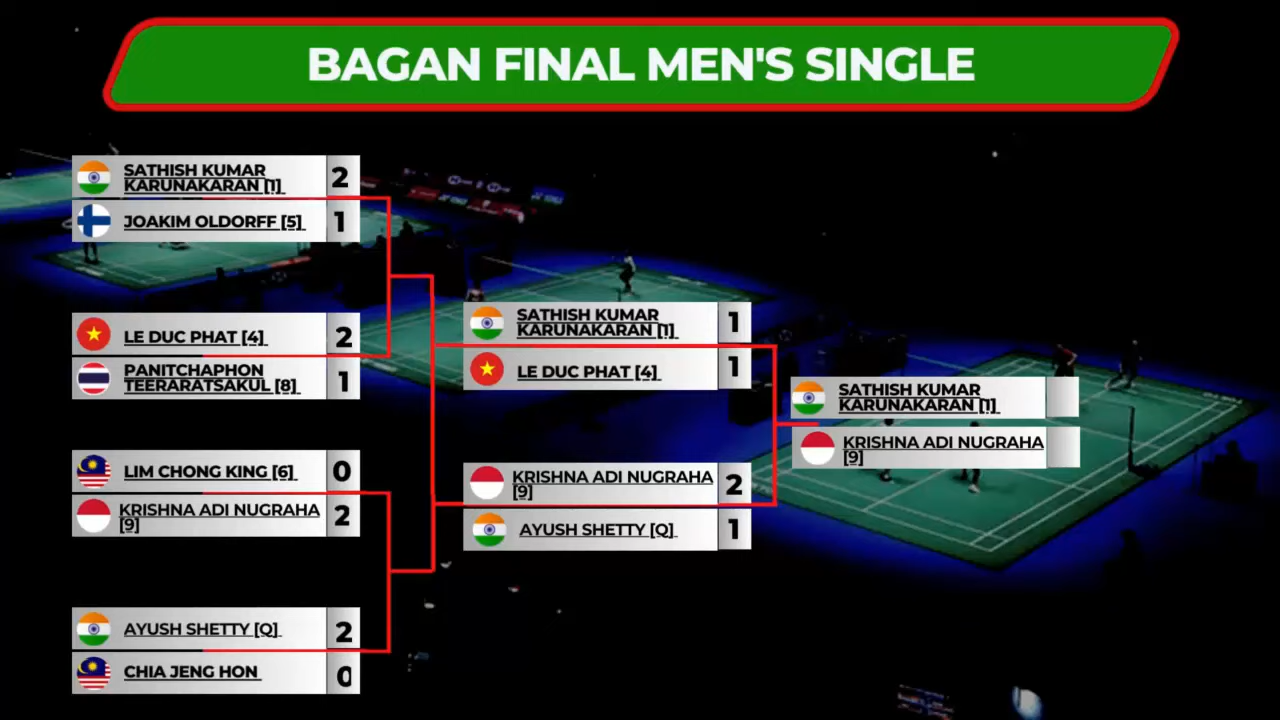 BAGAN FINAL MEN'S SINGLE
SATHISH KUMAR
KARUNAKARAN [1]
2
JOAKIM OLDORFF [5]
1
LE DUC PHAT [4]
2
PANITCHAPHON
TEERARATSAKUL [8]
1
LIM CHONG KING [6]
0
KRISHNA ADI NUGRAHA
[9]
2
AYUSH SHETTY [Q]
2
CHIA JENG HON
0
SATHISH KUMAR
KARUNAKARAN [1]
1
LE DUC PHAT [4]
1
KRISHNA ADI NUGRAHA
[9]
2
AYUSH SHETTY [Q]
1
SATHISH KUMAR
KARUNAKARAN [1]
KRISHNA ADI NUGRAHA
[9]